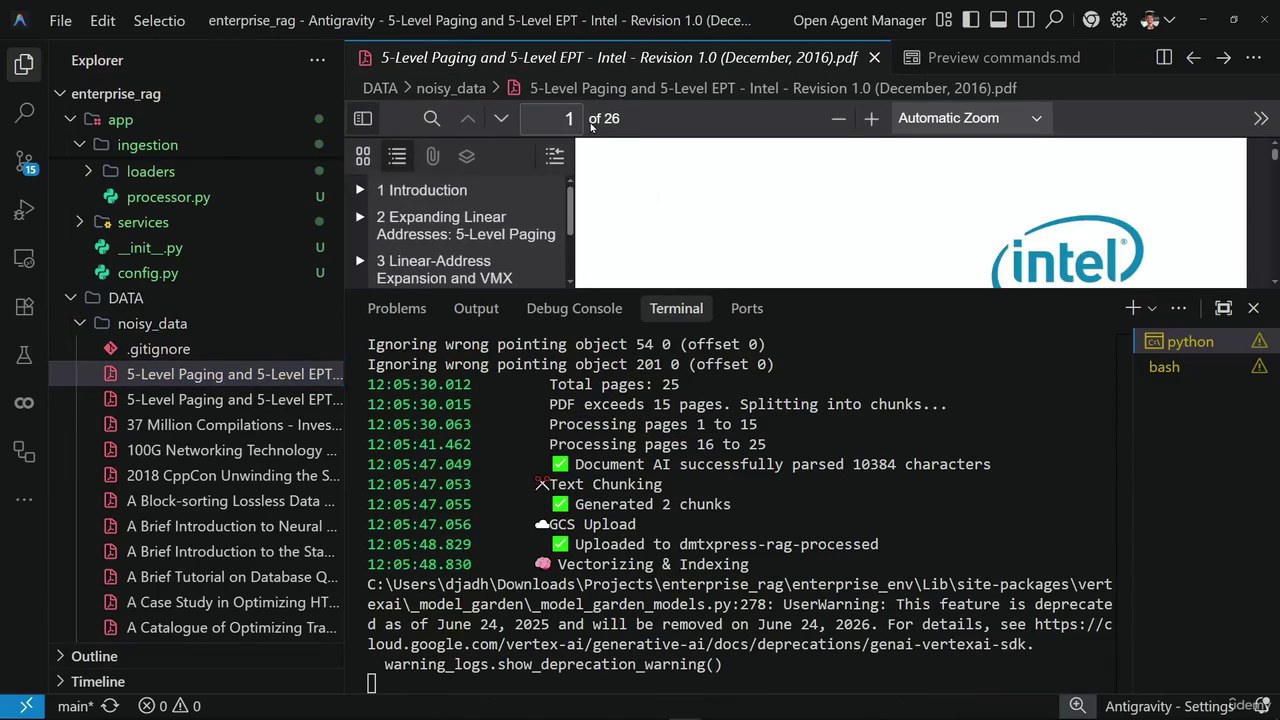 File Edit Selectio enterprise_rag - Antigravity - 5-Level Paging and 5-Level EPT - Intel - Revision 1.0 (Dece... Open Agent Manager
Explorer
5-Level Paging and 5-Level EPT - Intel - Revision 1.0 (December, 2016).pdf
Preview commands.md
enterprise_rag
DATA > noisy_data > 5-Level Paging and 5-Level EPT - Intel - Revision 1.0 (December, 2016).pdf
app
1 of 26
Automatic Zoom
ingestion
loaders
processor.py U
services
__init__.py U
config.py U
DATA
noisy_data
.gitignore
5-Level Paging and 5-Level EPT...
5-Level Paging and 5-Level EPT...
37 Million Compilations - Inves...
100G Networking Technology ...
2018 CppCon Unwinding the S...
A Block-sorting Lossless Data ...
A Brief Introduction to Neural ...
A Brief Introduction to the Sta...
A Brief Tutorial on Database Q...
A Case Study in Optimizing HT...
A Catalogue of Optimizing Tra...
Outline
Timeline
15
1 Introduction
2 Expanding Linear
Addresses: 5-Level Paging
3 Linear-Address
Expansion and VMX
intel®
Problems Output Debug Console Terminal Ports
python
bash
Ignoring wrong pointing object 54 0 (offset 0)
Ignoring wrong pointing object 201 0 (offset 0)
12:05:30.012 Total pages: 25
12:05:30.015 PDF exceeds 15 pages. Splitting into chunks...
12:05:30.063 Processing pages 1 to 15
12:05:41.462 Processing pages 16 to 25
12:05:47.049 ✅ Document AI successfully parsed 10384 characters
12:05:47.053 ✂Text Chunking
12:05:47.055 ✅ Generated 2 chunks
12:05:47.056 ☁GCS Upload
12:05:48.829 ✅ Uploaded to dmtxpress-rag-processed
12:05:48.830 🧠 Vectorizing & Indexing
C:\Users\djadh\Downloads\Projects\enterprise_rag\enterprise_env\Lib\site-packages\vert
exai\_model_garden\_model_garden_models.py:278: UserWarning: This feature is deprecate
d as of June 24, 2025 and will be removed on June 24, 2026. For details, see https://c
loud.google.com/vertex-ai/generative-ai/docs/deprecations/genai-vertexai-sdk.
warning_logs.show_deprecation_warning()
main* 0 0 Antigravity - Settings
udemy